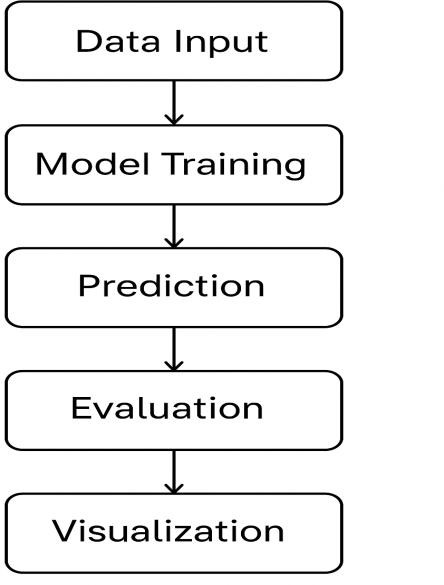 Data Input
Model Training
Prediction
Evaluation
Visualization